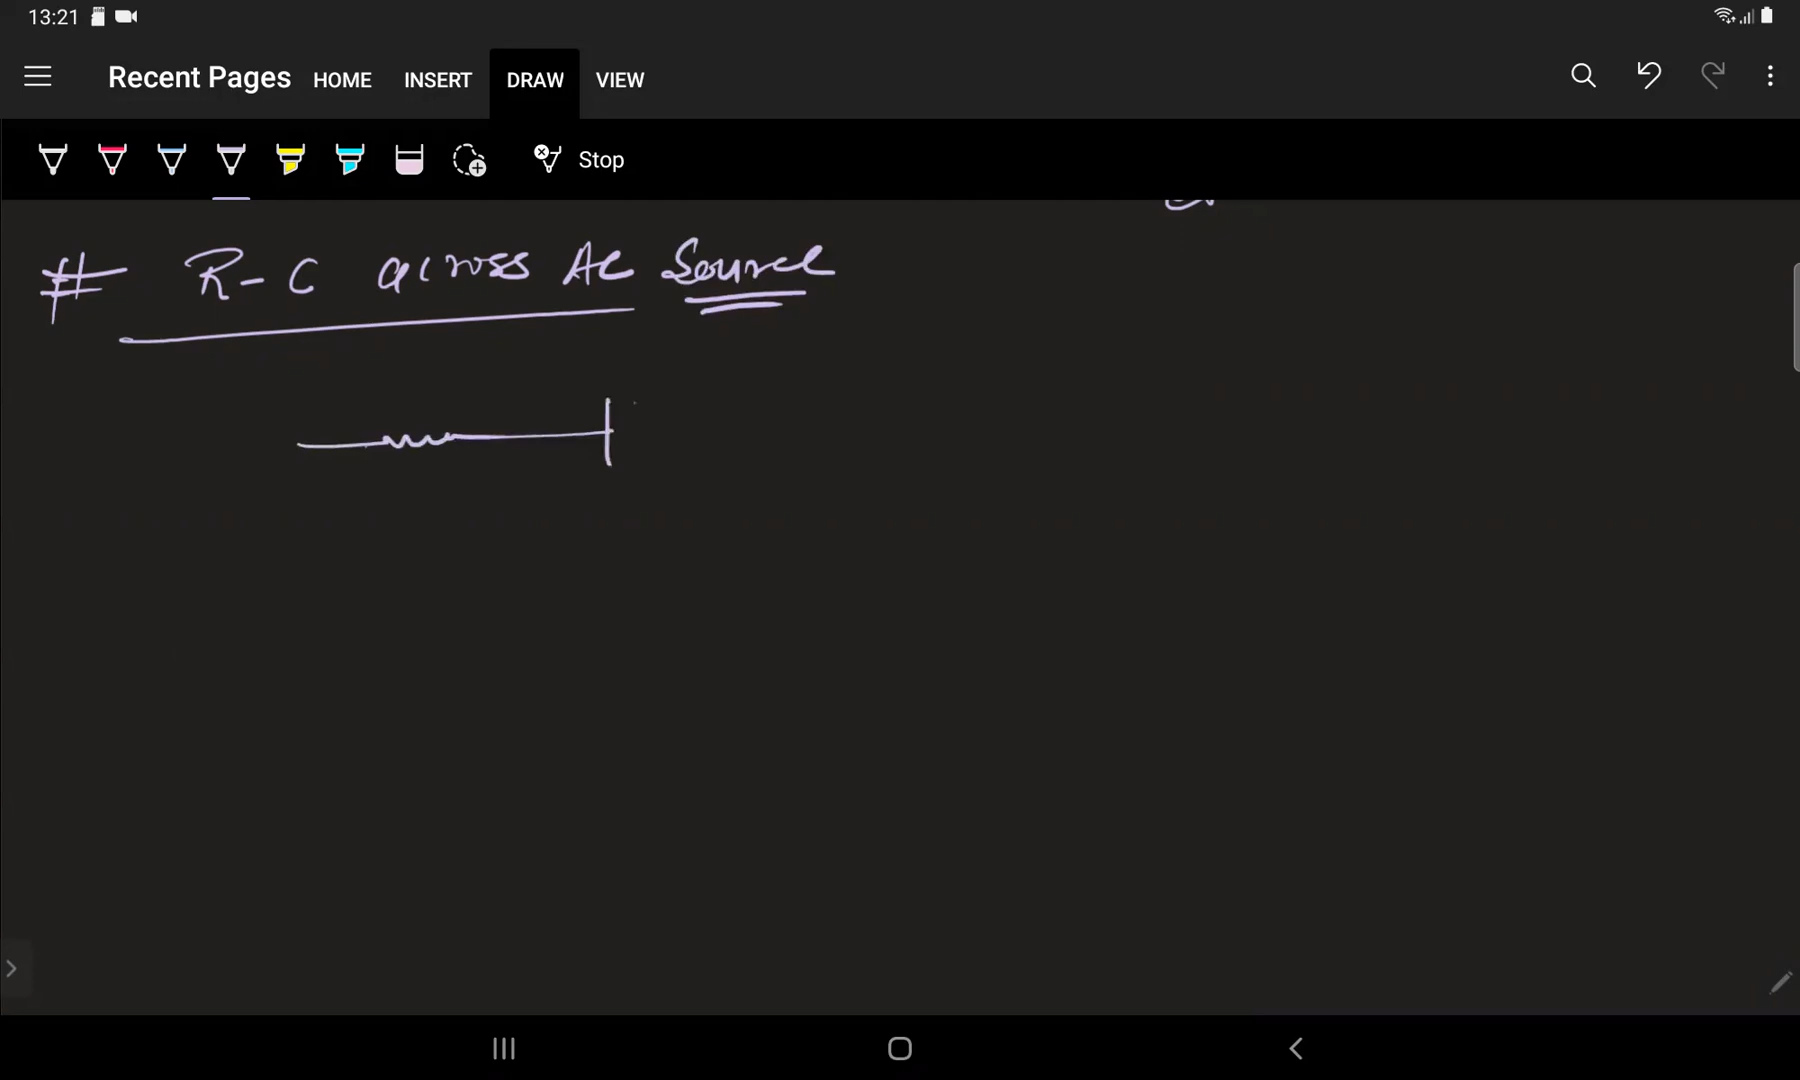 13:21
Recent Pages HOME INSERT DRAW VIEW
Stop
# R-C across AC Source